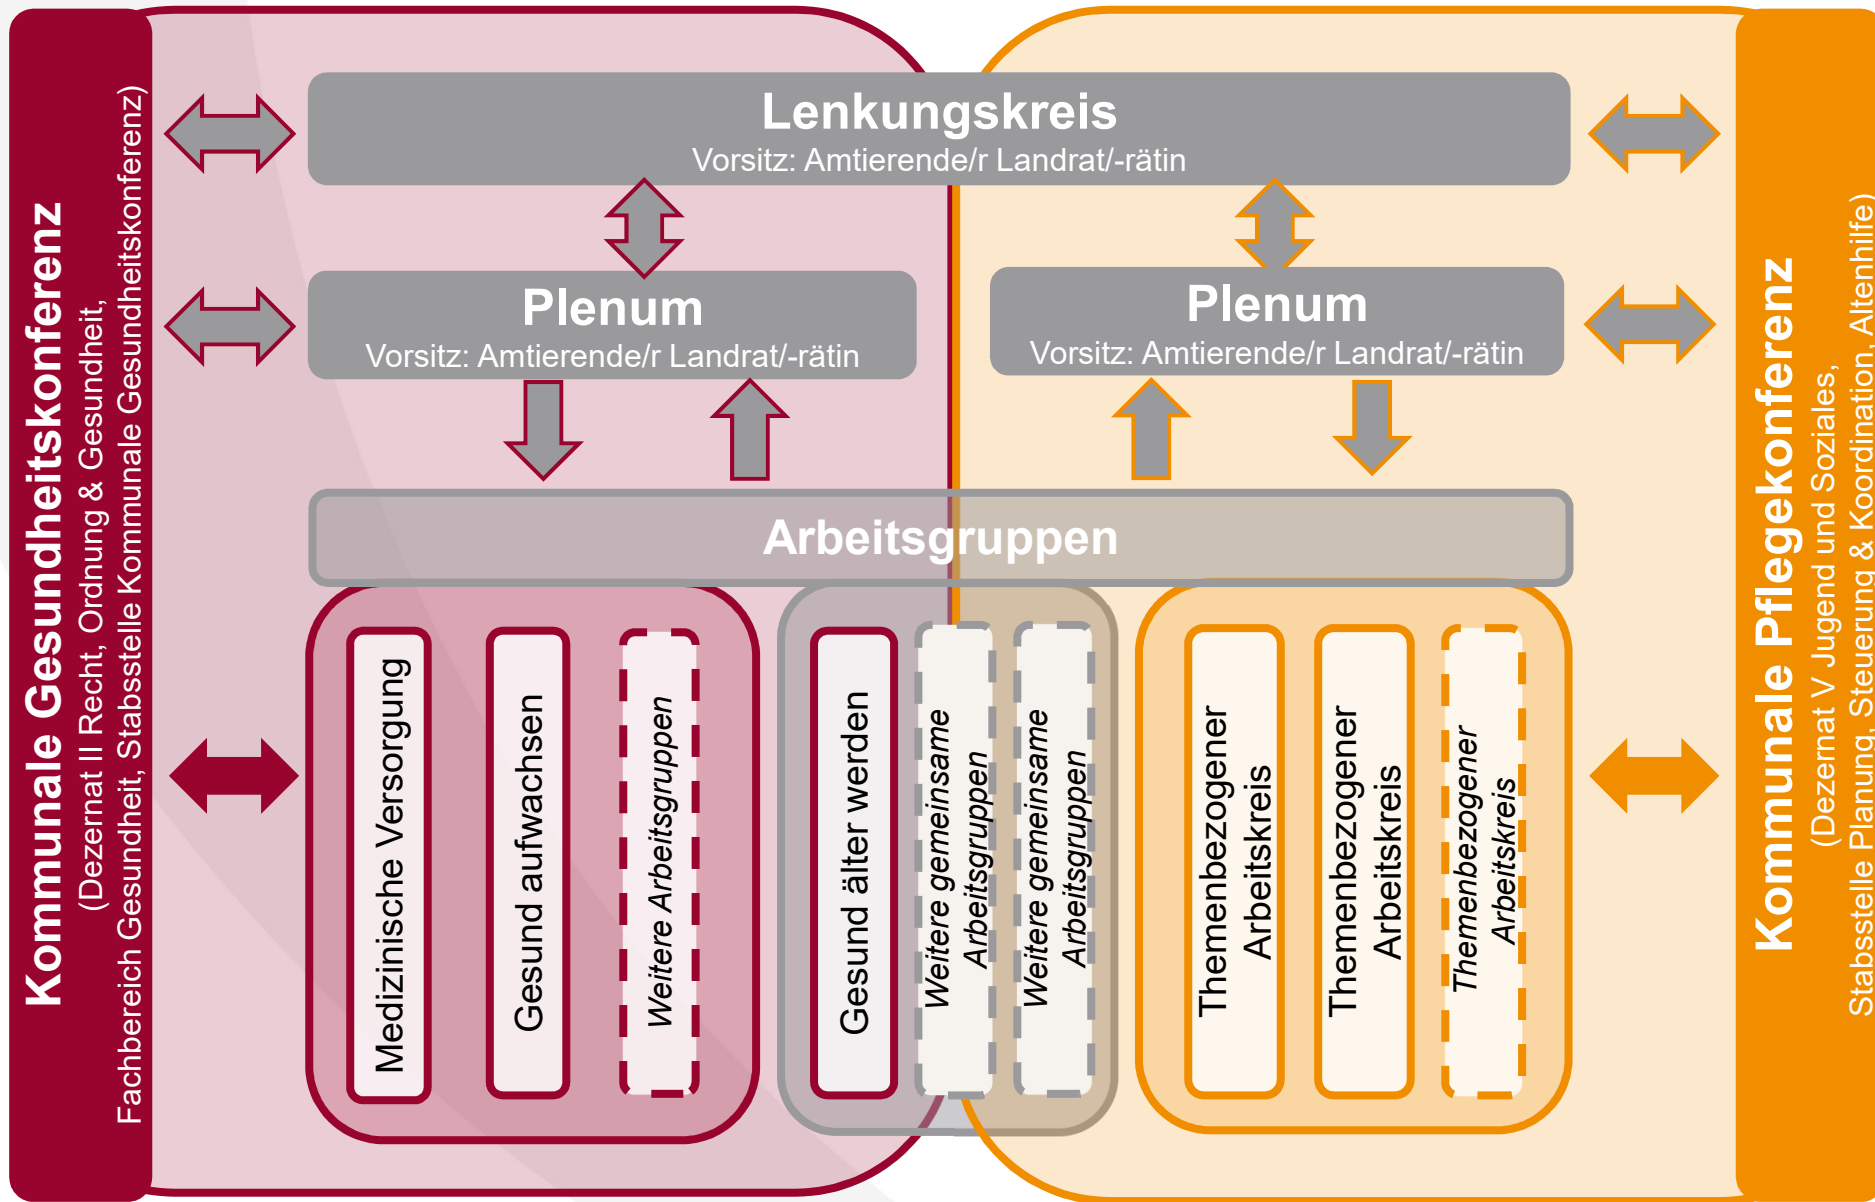 Kommunale Gesundheitskonferenz
(Dezernat II Recht, Ordnung & Gesundheit,
Fachbereich Gesundheit, Stabsstelle Kommunale Gesundheitskonferenz)
Lenkungskreis
Vorsitz: Amtierende/r Landrat/-rätin
Plenum
Vorsitz: Amtierende/r Landrat/-rätin
Plenum
Vorsitz: Amtierende/r Landrat/-rätin
Arbeitsgruppen
Medizinische Versorgung
Gesund aufwachsen
Weitere Arbeitsgruppen
Gesund älter werden
Weitere gemeinsame
Arbeitsgruppen
Weitere gemeinsame
Arbeitsgruppen
Themenbezogener
Arbeitskreis
Themenbezogener
Arbeitskreis
Themenbezogener
Arbeitskreis
Kommunale Pflegekonferenz
(Dezernat V Jugend und Soziales,
Stabsstelle Planung, Steuerung & Koordination, Altenhilfe)